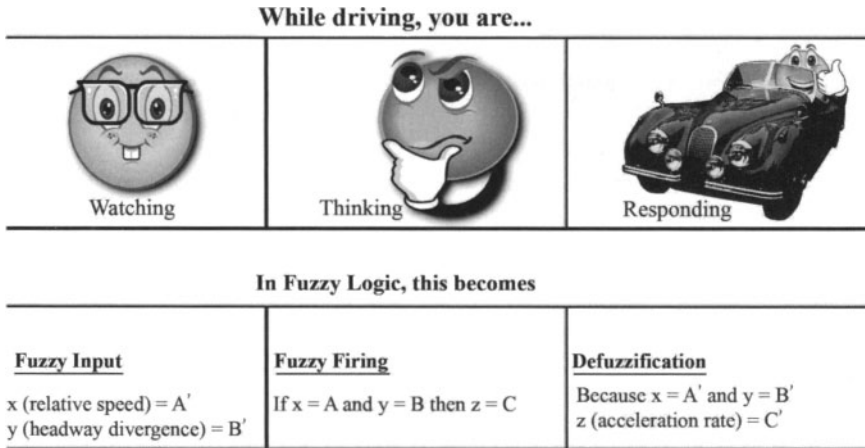 While driving, you are...
Watching
Thinking
Responding
In Fuzzy Logic, this becomes
Fuzzy Input
x (relative speed) = A′
y (headway divergence) = B′
Fuzzy Firing
If x = A and y = B then z = C
Defuzzification
Because x = A′ and y = B′
z (acceleration rate) = C′